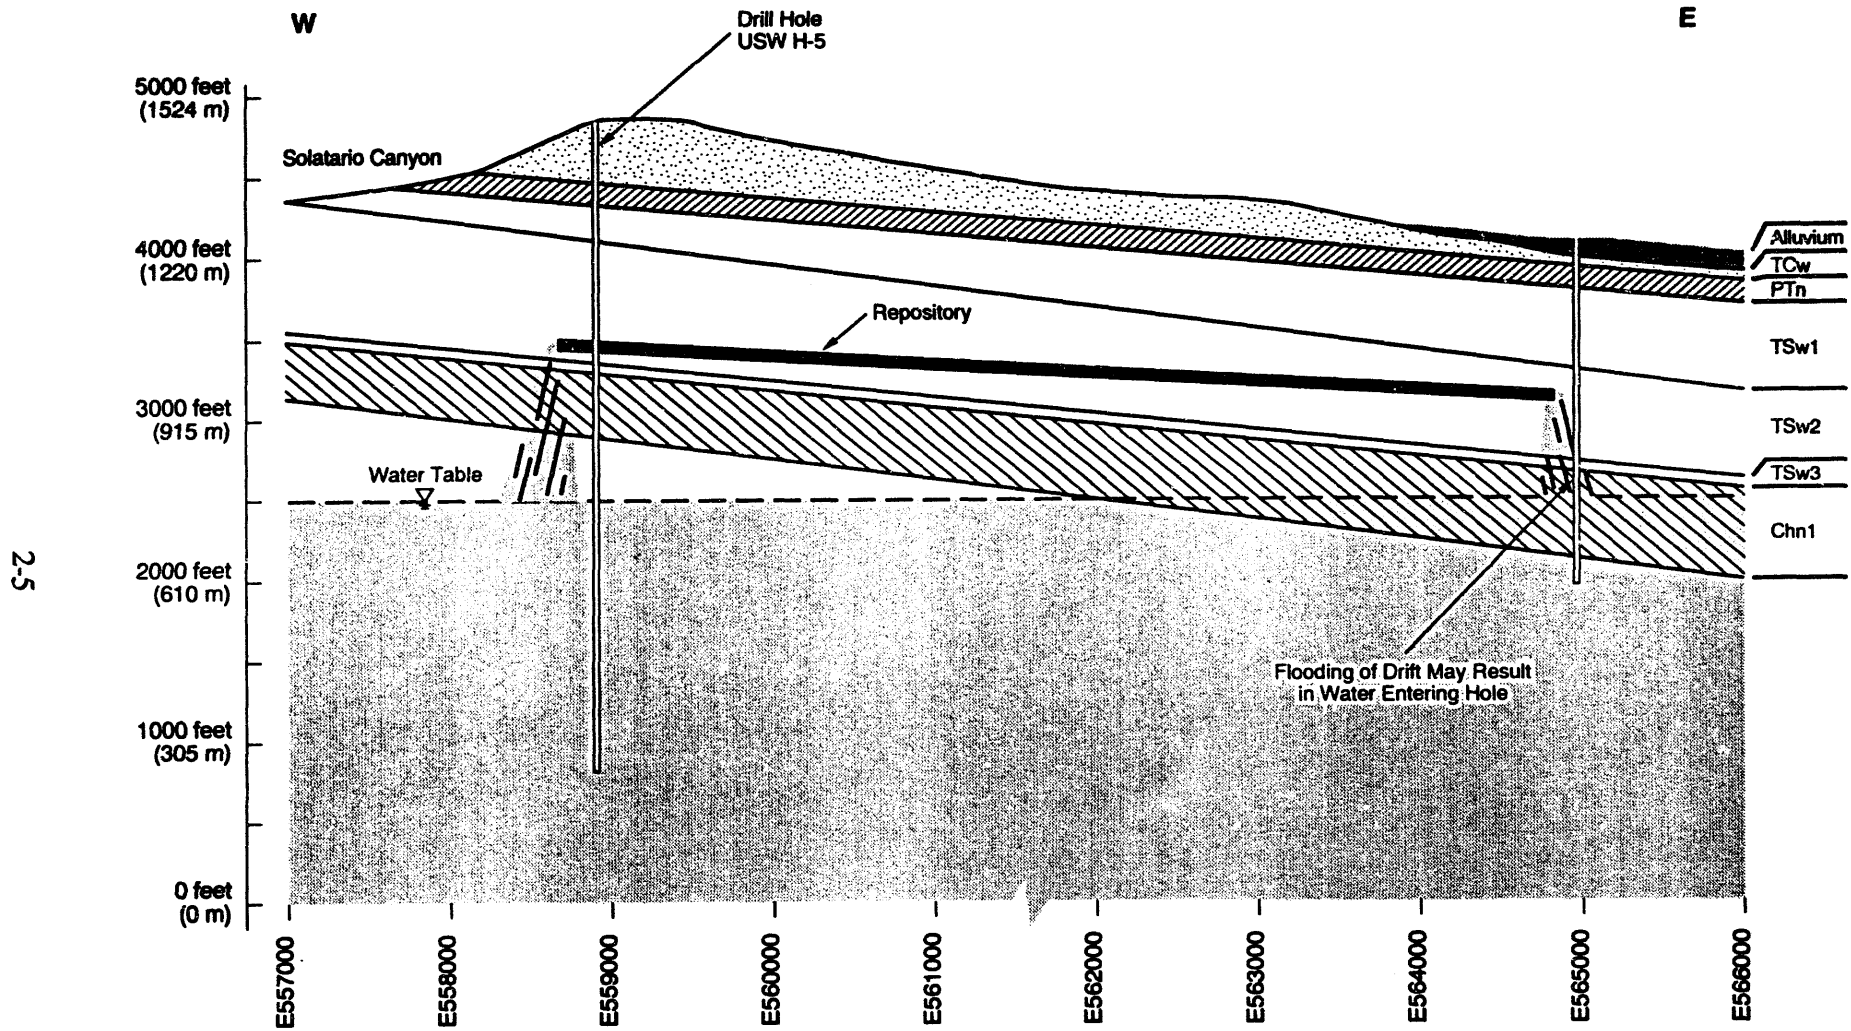 W
Drill Hole
USW H-5
E
5000 feet
(1524 m)
Solatario Canyon
4000 feet
(1220 m)
Alluvium
TCw
PTn
Repository
TSw1
3000 feet
(915 m)
TSw2
Water Table
TSw3
Chn1
2000 feet
(610 m)
Flooding of Drift May Result
in Water Entering Hole
1000 feet
(305 m)
0 feet
(0 m)
E557000
E558000
E559000
E560000
E561000
E562000
E563000
E564000
E565000
E566000
2-5